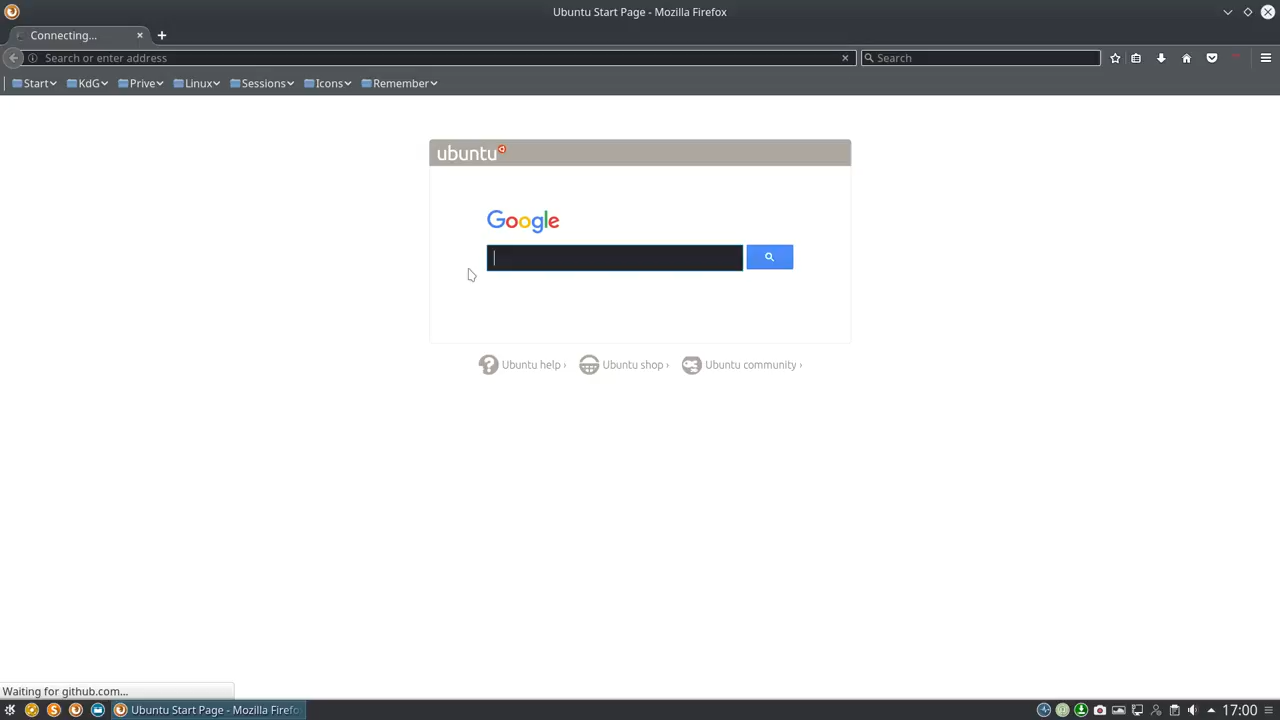 Ubuntu Start Page - Mozilla Firefox
Connecting...
Search or enter address
Search
Start
KdG
Prive
Linux
Sessions
Icons
Remember
ubuntu
Google
Ubuntu help ›
Ubuntu shop ›
Ubuntu community ›
Waiting for github.com...
Ubuntu Start Page - Mozilla Firefo
17:00